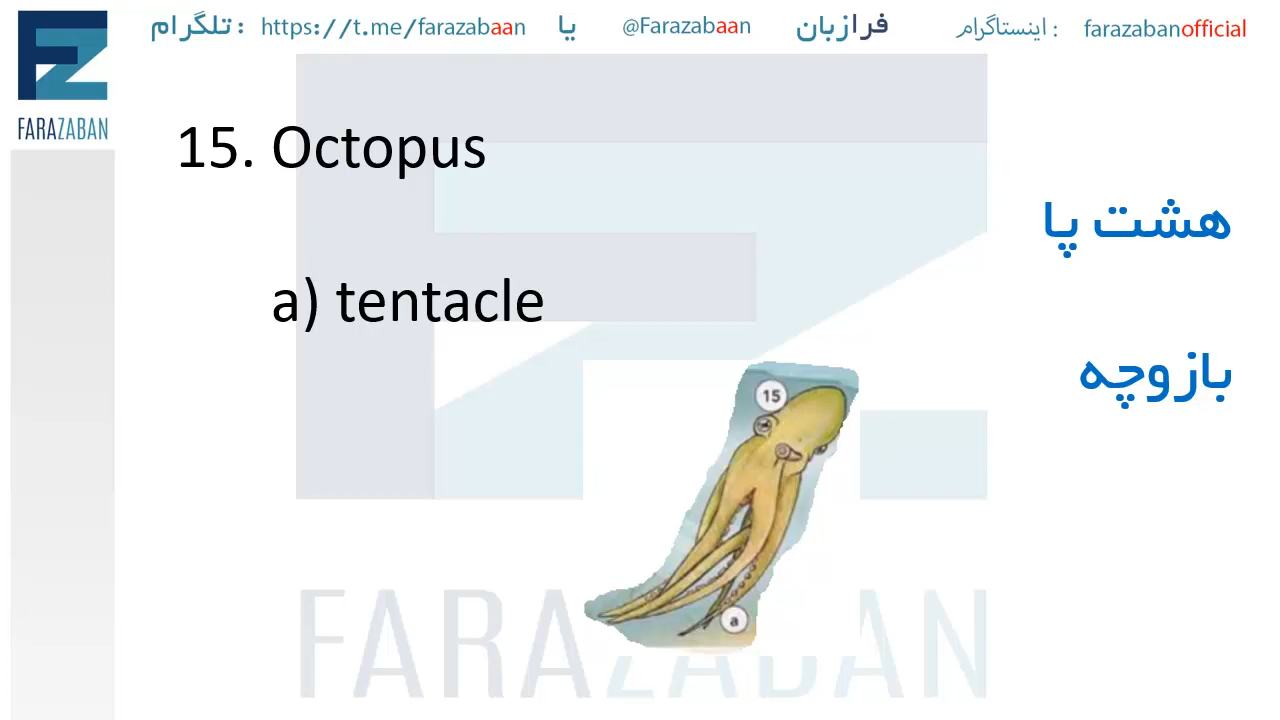 تلگرام : https://t.me/farazabaan یا @Farazabaan فرازبان اینستاگرام : farazabanofficial
FARAZABAN
15. Octopus
هشت پا
a) tentacle
بازوچه
15
a
FARAZABAN